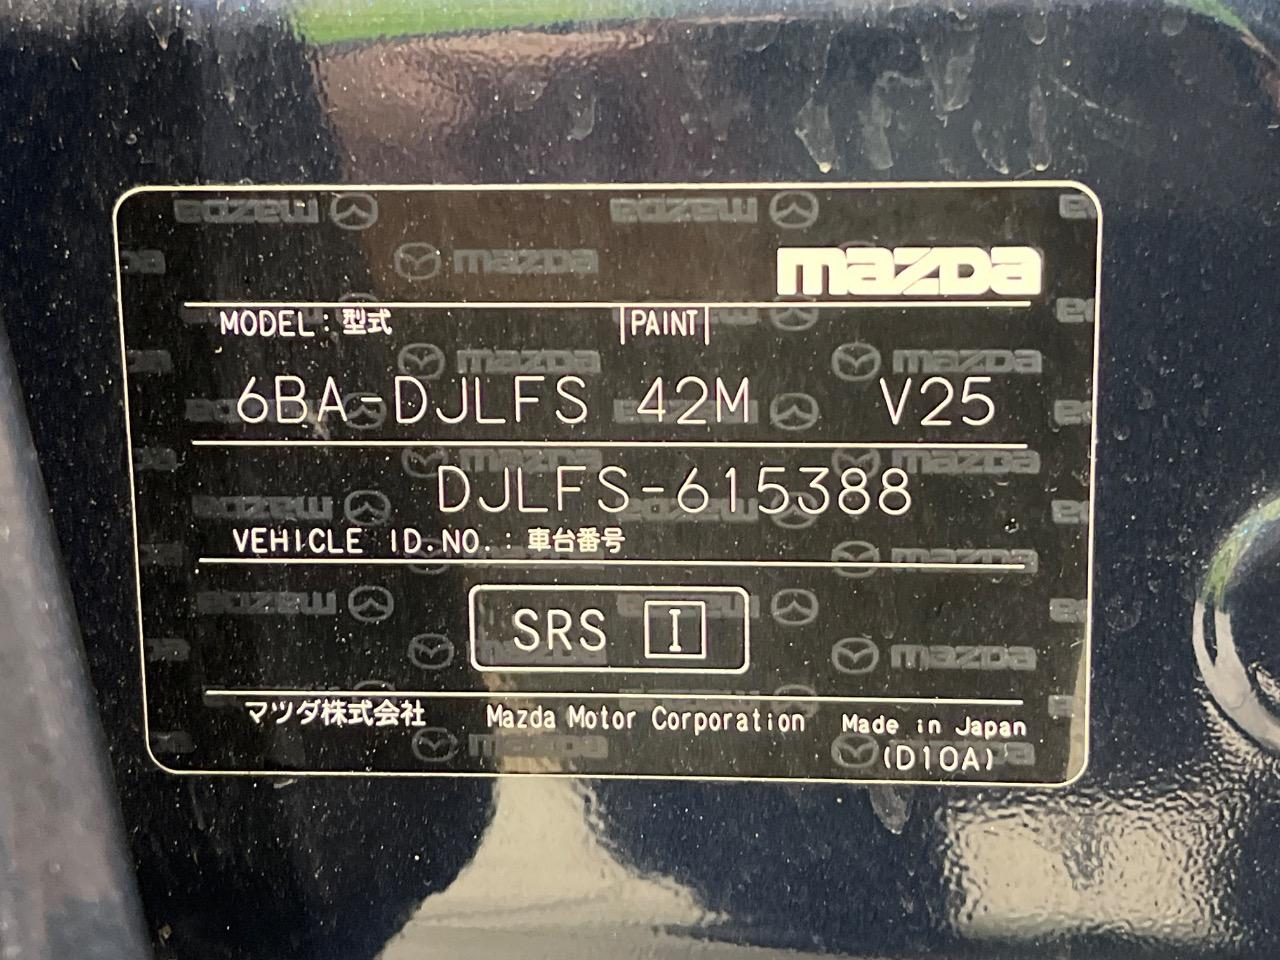 mazda
MODEL : 型式 |PAINT|
6BA-DJLFS 42M V25
DJLFS-615388
VEHICLE ID.NO. : 車台番号
SRS I
マツダ株式会社 Mazda Motor Corporation Made in Japan
(D10A)